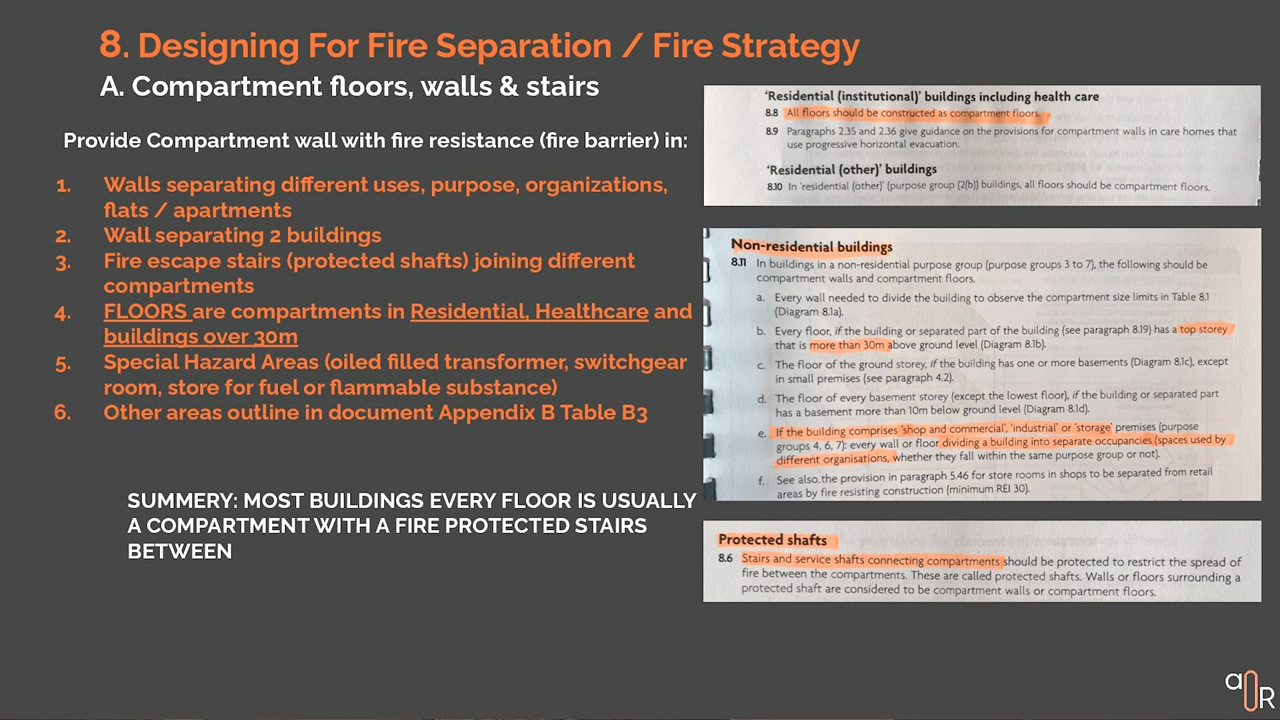 8. Designing For Fire Separation / Fire Strategy
A. Compartment floors, walls & stairs
Provide Compartment wall with fire resistance (fire barrier) in:
1. Walls separating different uses, purpose, organizations,
flats / apartments
2. Wall separating 2 buildings
3. Fire escape stairs (protected shafts) joining different
compartments
4. FLOORS are compartments in Residential, Healthcare and
buildings over 30m
5. Special Hazard Areas (oiled filled transformer, switchgear
room, store for fuel or flammable substance)
6. Other areas outline in document Appendix B Table B3
SUMMERY: MOST BUILDINGS EVERY FLOOR IS USUALLY
A COMPARTMENT WITH A FIRE PROTECTED STAIRS
BETWEEN
'Residential (institutional)' buildings including health care
8.8 All floors should be constructed as compartment floors.
8.9 Paragraphs 2.35 and 2.36 give guidance on the provisions for compartment walls in care homes that
use progressive horizontal evacuation.
'Residential (other)' buildings
8.10 In 'residential (other)' (purpose group (2(b)) buildings, all floors should be compartment floors.
Non-residential buildings
8.11 In buildings in a non-residential purpose group (purpose groups 3 to 7), the following should be
compartment walls and compartment floors.
a. Every wall needed to divide the building to observe the compartment size limits in Table 8.1
(Diagram 8.1a).
b. Every floor, if the building or separated part of the building (see paragraph 8.19) has a top storey
that is more than 30m above ground level (Diagram 8.1b).
c. The floor of the ground storey, if the building has one or more basements (Diagram 8.1c), except
in small premises (see paragraph 4.2).
d. The floor of every basement storey (except the lowest floor), if the building or separated part
has a basement more than 10m below ground level (Diagram 8.1d).
e. If the building comprises 'shop and commercial', 'industrial' or 'storage' premises (purpose
groups 4, 6, 7): every wall or floor dividing a building into separate occupancies (spaces used by
different organisations, whether they fall within the same purpose group or not).
f. See also the provision in paragraph 5.46 for store rooms in shops to be separated from retail
areas by fire resisting construction (minimum REI 30).
Protected shafts
8.6 Stairs and service shafts connecting compartments should be protected to restrict the spread of
fire between the compartments. These are called protected shafts. Walls or floors surrounding a
protected shaft are considered to be compartment walls or compartment floors.
a0R